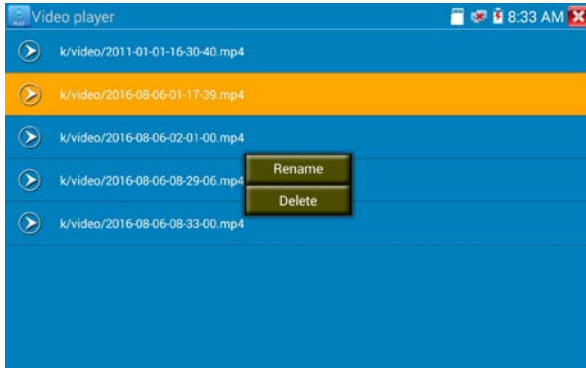 Video player 8:33 AM
k/video/2011-01-01-16-30-40.mp4
k/video/2016-08-06-01-17-39.mp4
k/video/2016-08-06-02-01-00.mp4
k/video/2016-08-06-08-29-06.mp4
k/video/2016-08-06-08-33-00.mp4
Rename
Delete